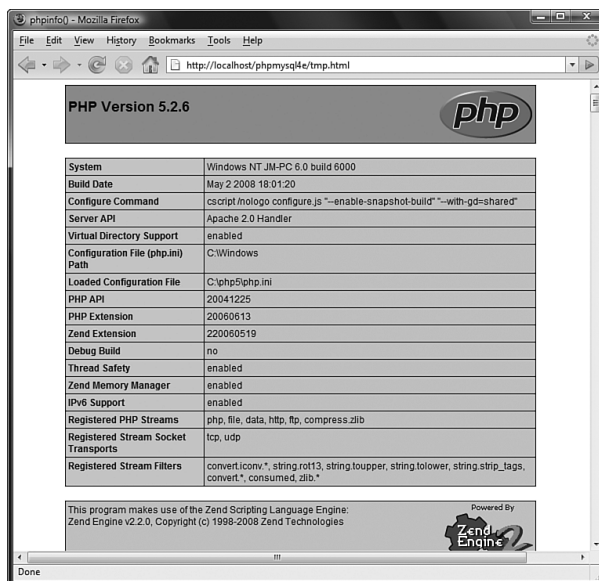 phpinfo() - Mozilla Firefox
File Edit View History Bookmarks Tools Help
http://localhost/phpmysql4e/tmp.html
PHP Version 5.2.6
php
System Windows NT JM-PC 6.0 build 6000
Build Date May 2 2008 18:01:20
Configure Command cscript /nologo configure.js "--enable-snapshot-build" "--with-gd=shared"
Server API Apache 2.0 Handler
Virtual Directory Support enabled
Configuration File (php.ini) C:\Windows
Path
Loaded Configuration File C:\php5\php.ini
PHP API 20041225
PHP Extension 20060613
Zend Extension 220060519
Debug Build no
Thread Safety enabled
Zend Memory Manager enabled
IPv6 Support enabled
Registered PHP Streams php, file, data, http, ftp, compress.zlib
Registered Stream Socket tcp, udp
Transports
Registered Stream Filters convert.iconv.*, string.rot13, string.toupper, string.tolower, string.strip_tags,
convert.*, consumed, zlib.*
This program makes use of the Zend Scripting Language Engine:
Zend Engine v2.2.0, Copyright (c) 1998-2008 Zend Technologies
Powered By
Zend
Engine 2
Done